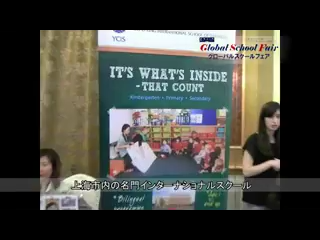 YCIS
Global School Fair
グローバルスクールフェア
IT'S WHAT'S INSIDE
- THAT COUNT
Kindergarten • Primary • Secondary
Bilingual
上海市内の名門インターナショナルスクール